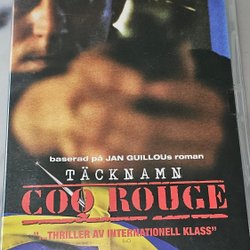 baserad på JAN GUILLOUs roman
TÄCKNAMN
COQ ROUGE
"...THRILLER AV INTERNATIONELL KLASS"